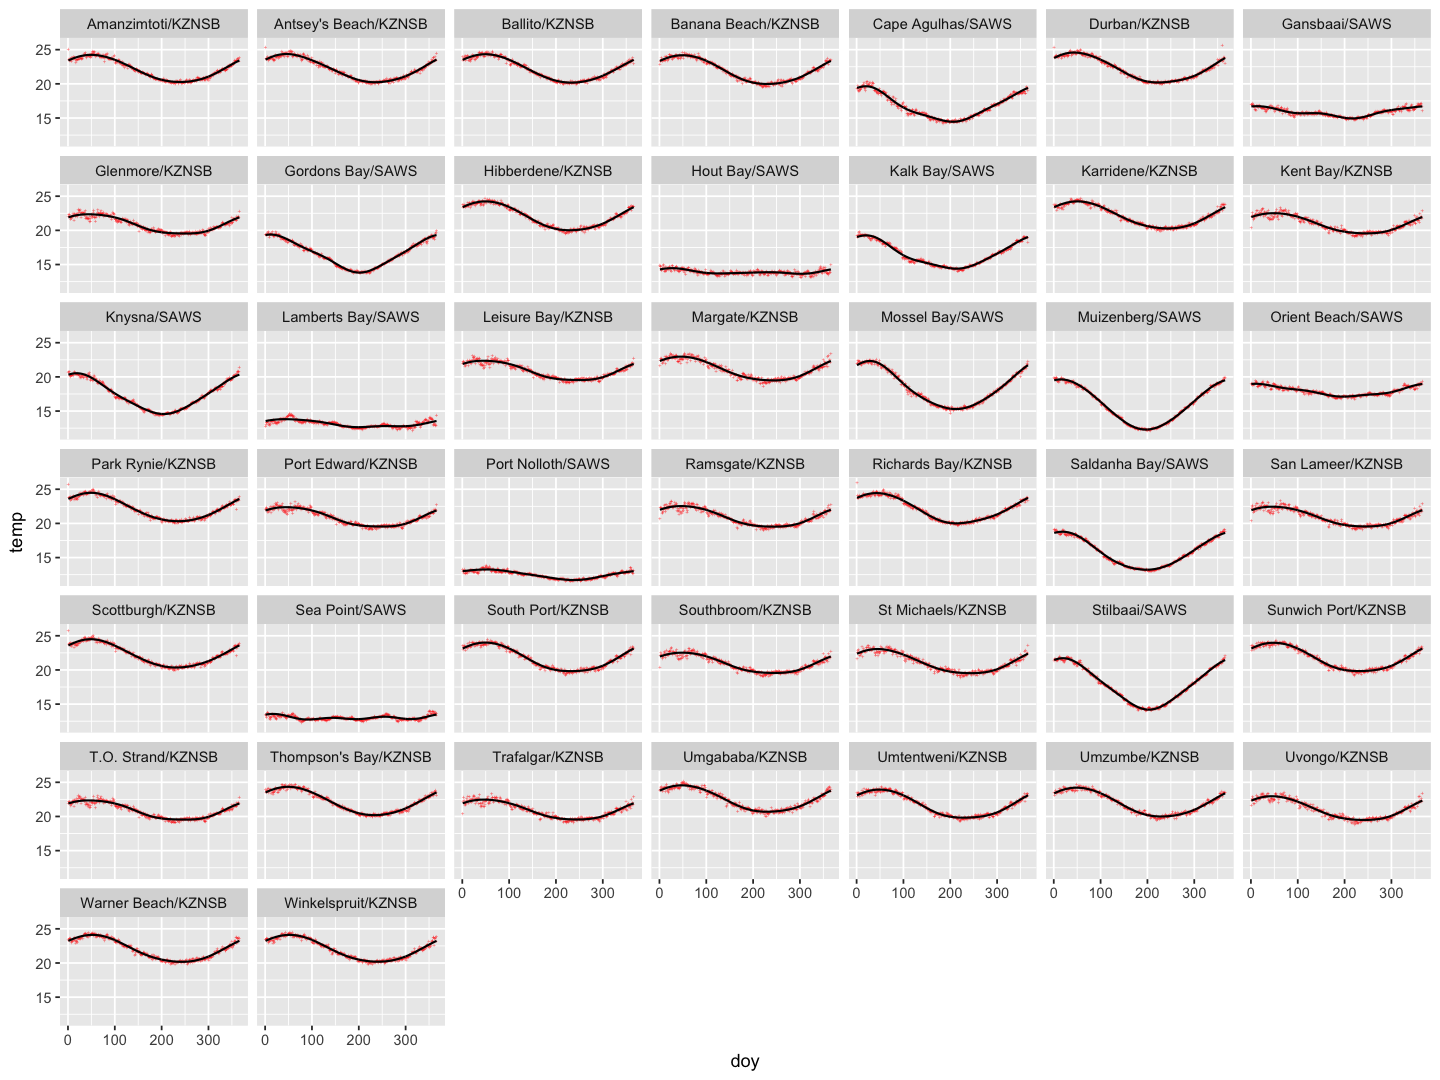 Amanzimtoti/KZNSB Antsey's Beach/KZNSB Ballito/KZNSB Banana Beach/KZNSB Cape Agulhas/SAWS Durban/KZNSB Gansbaai/SAWS
25
20
15
Glenmore/KZNSB Gordons Bay/SAWS Hibberdene/KZNSB Hout Bay/SAWS Kalk Bay/SAWS Karridene/KZNSB Kent Bay/KZNSB
25
20
15
Knysna/SAWS Lamberts Bay/SAWS Leisure Bay/KZNSB Margate/KZNSB Mossel Bay/SAWS Muizenberg/SAWS Orient Beach/SAWS
25
20
15
Park Rynie/KZNSB Port Edward/KZNSB Port Nolloth/SAWS Ramsgate/KZNSB Richards Bay/KZNSB Saldanha Bay/SAWS San Lameer/KZNSB
25
20
15
temp
Scottburgh/KZNSB Sea Point/SAWS South Port/KZNSB Southbroom/KZNSB St Michaels/KZNSB Stilbaai/SAWS Sunwich Port/KZNSB
25
20
15
T.O. Strand/KZNSB Thompson's Bay/KZNSB Trafalgar/KZNSB Umgababa/KZNSB Umtentweni/KZNSB Umzumbe/KZNSB Uvongo/KZNSB
25
20
15
0 100 200 300 0 100 200 300 0 100 200 300 0 100 200 300 0 100 200 300
Warner Beach/KZNSB Winkelspruit/KZNSB
25
20
15
0 100 200 300 0 100 200 300
doy